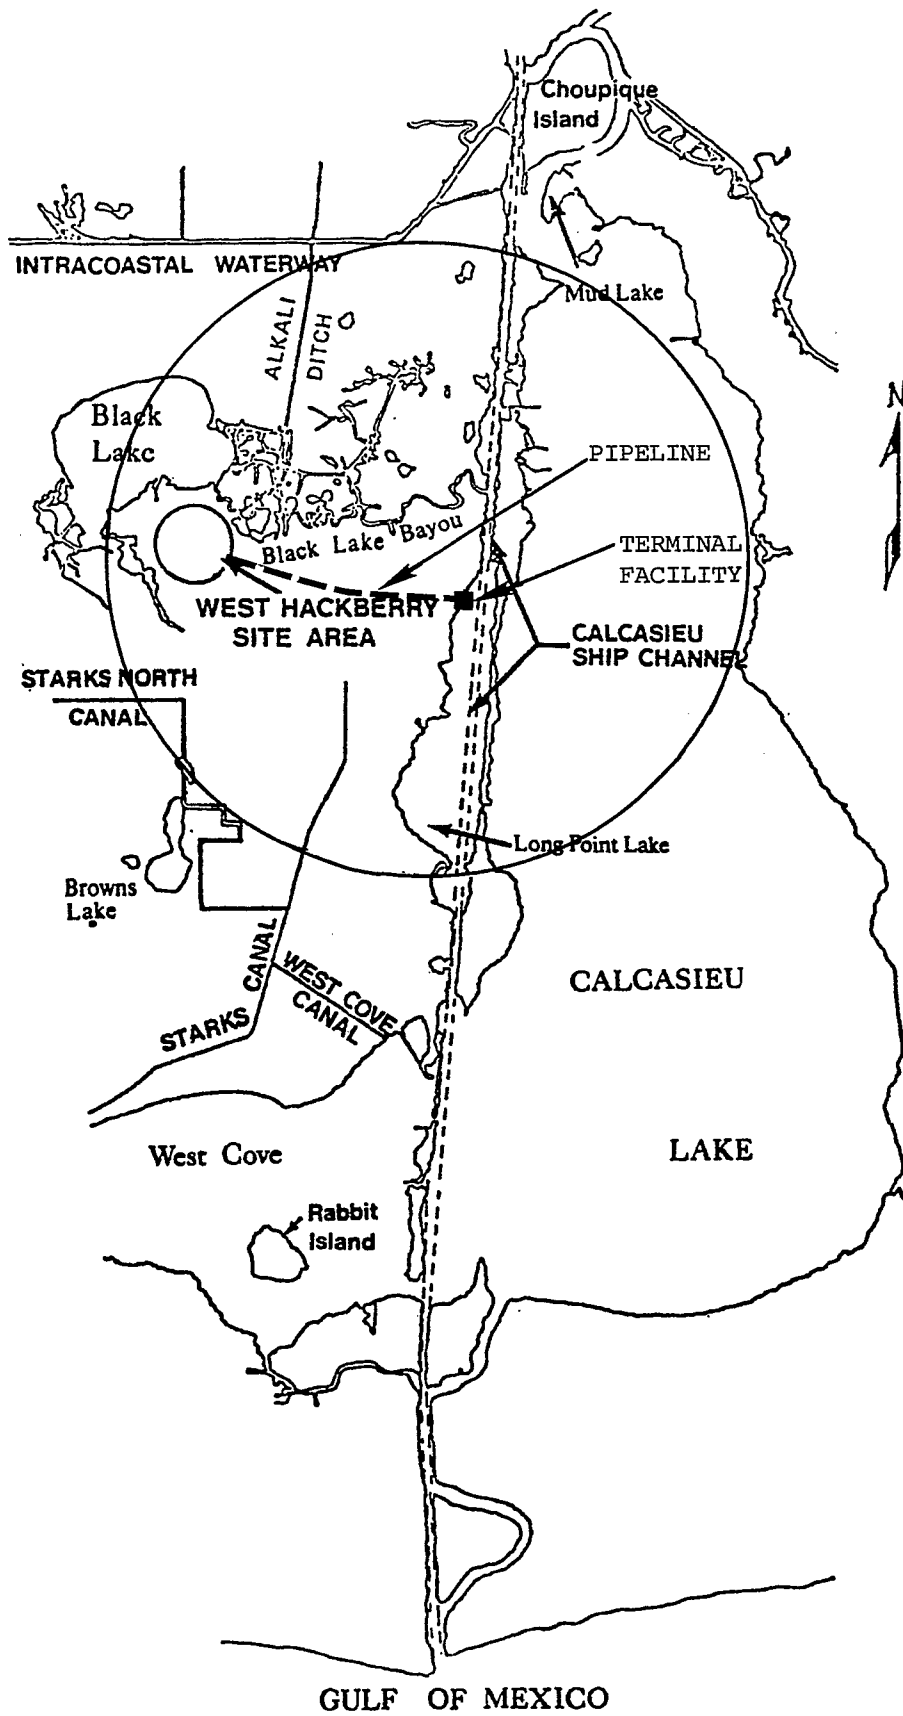 Choupique
Island
INTRACOASTAL WATERWAY
Mud Lake
ALKALI
DITCH
N
Black
Lake
PIPELINE
Black Lake Bayou
TERMINAL
FACILITY
WEST HACKBERRY
SITE AREA
CALCASIEU
SHIP CHANNEL
STARKS NORTH
CANAL
Long Point Lake
Browns
Lake
STARKS CANAL
WEST COVE
CANAL
CALCASIEU
LAKE
West Cove
Rabbit
Island
GULF OF MEXICO